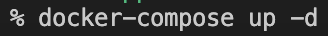 % docker-compose up -d